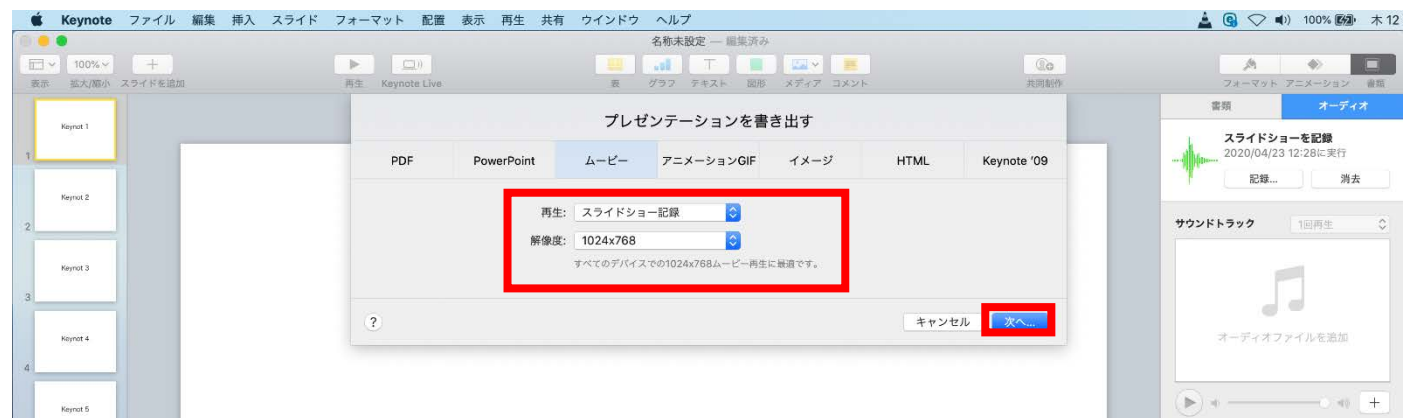 Keynote ファイル 編集 挿入 スライド フォーマット 配置 表示 再生 共有 ウインドウ ヘルプ 100% 木 12
名称未設定 — 編集済み
100%
表示 拡大/縮小 スライドを追加 再生 Keynote Live 表 グラフ テキスト 図形 メディア コメント 共同制作 フォーマット アニメーション 書類
プレゼンテーションを書き出す
PDF PowerPoint ムービー アニメーションGIF イメージ HTML Keynote '09
再生: スライドショー記録
解像度: 1024x768
すべてのデバイスでの1024x768ムービー再生に最適です。
? キャンセル 次へ...
Keynot 1
1
Keynot 2
2
Keynot 3
3
Keynot 4
4
Keynot 5
書類 オーディオ
スライドショーを記録
2020/04/23 12:28に実行
記録... 消去
サウンドトラック 1回再生
オーディオファイルを追加